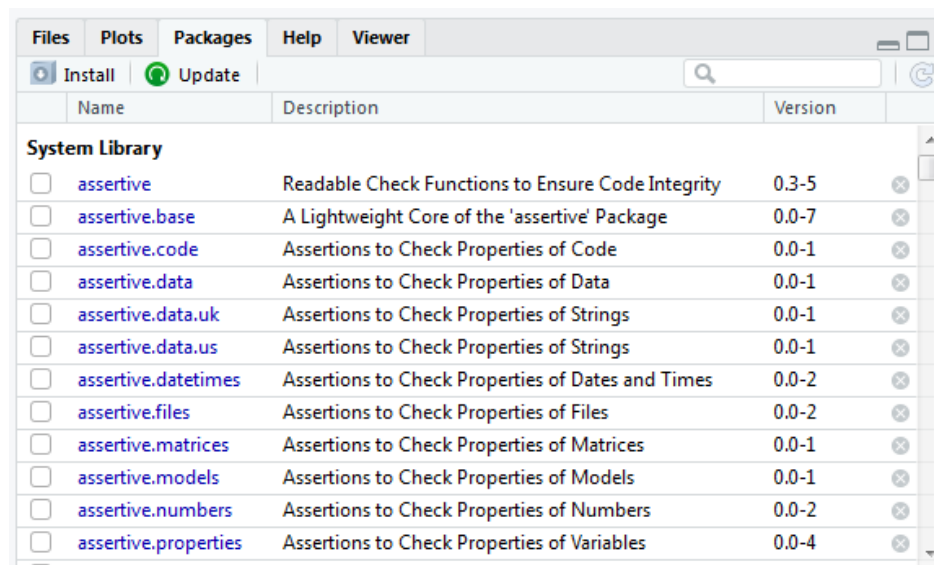 Files Plots Packages Help Viewer
Install Update
Name Description Version
System Library
assertive Readable Check Functions to Ensure Code Integrity 0.3-5
assertive.base A Lightweight Core of the 'assertive' Package 0.0-7
assertive.code Assertions to Check Properties of Code 0.0-1
assertive.data Assertions to Check Properties of Data 0.0-1
assertive.data.uk Assertions to Check Properties of Strings 0.0-1
assertive.data.us Assertions to Check Properties of Strings 0.0-1
assertive.datetimes Assertions to Check Properties of Dates and Times 0.0-2
assertive.files Assertions to Check Properties of Files 0.0-2
assertive.matrices Assertions to Check Properties of Matrices 0.0-1
assertive.models Assertions to Check Properties of Models 0.0-1
assertive.numbers Assertions to Check Properties of Numbers 0.0-2
assertive.properties Assertions to Check Properties of Variables 0.0-4